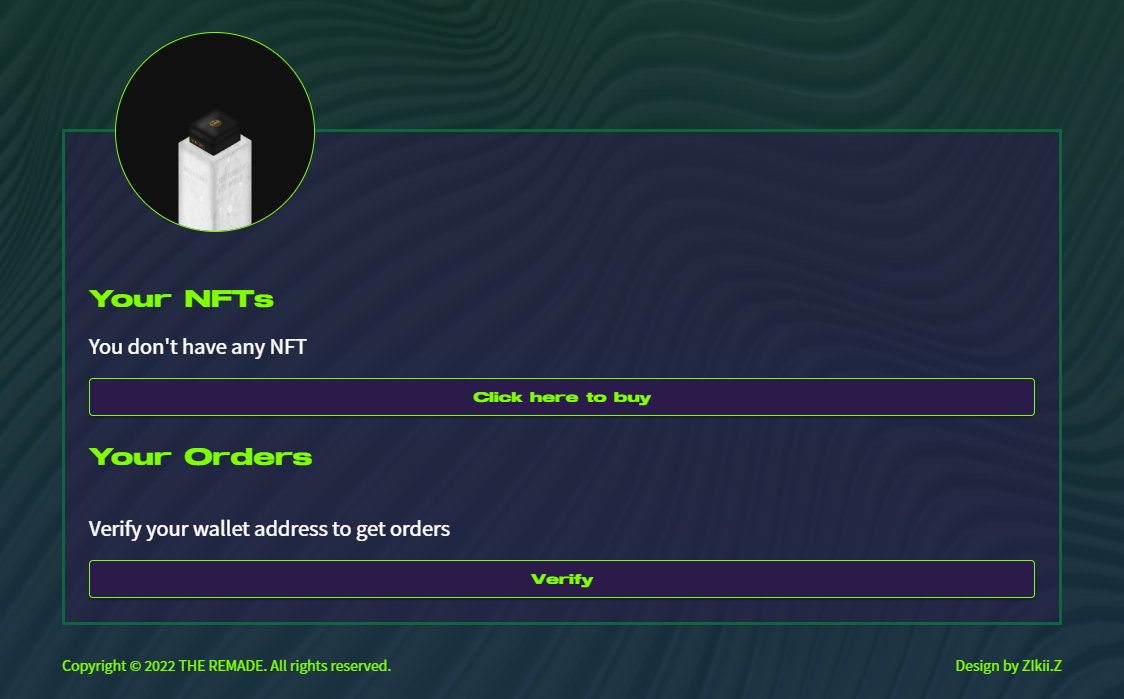 Your NFTs
You don't have any NFT
Click here to buy
Your Orders
Verify your wallet address to get orders
Verify
Copyright © 2022 THE REMADE. All rights reserved.
Design by ZIkii.Z